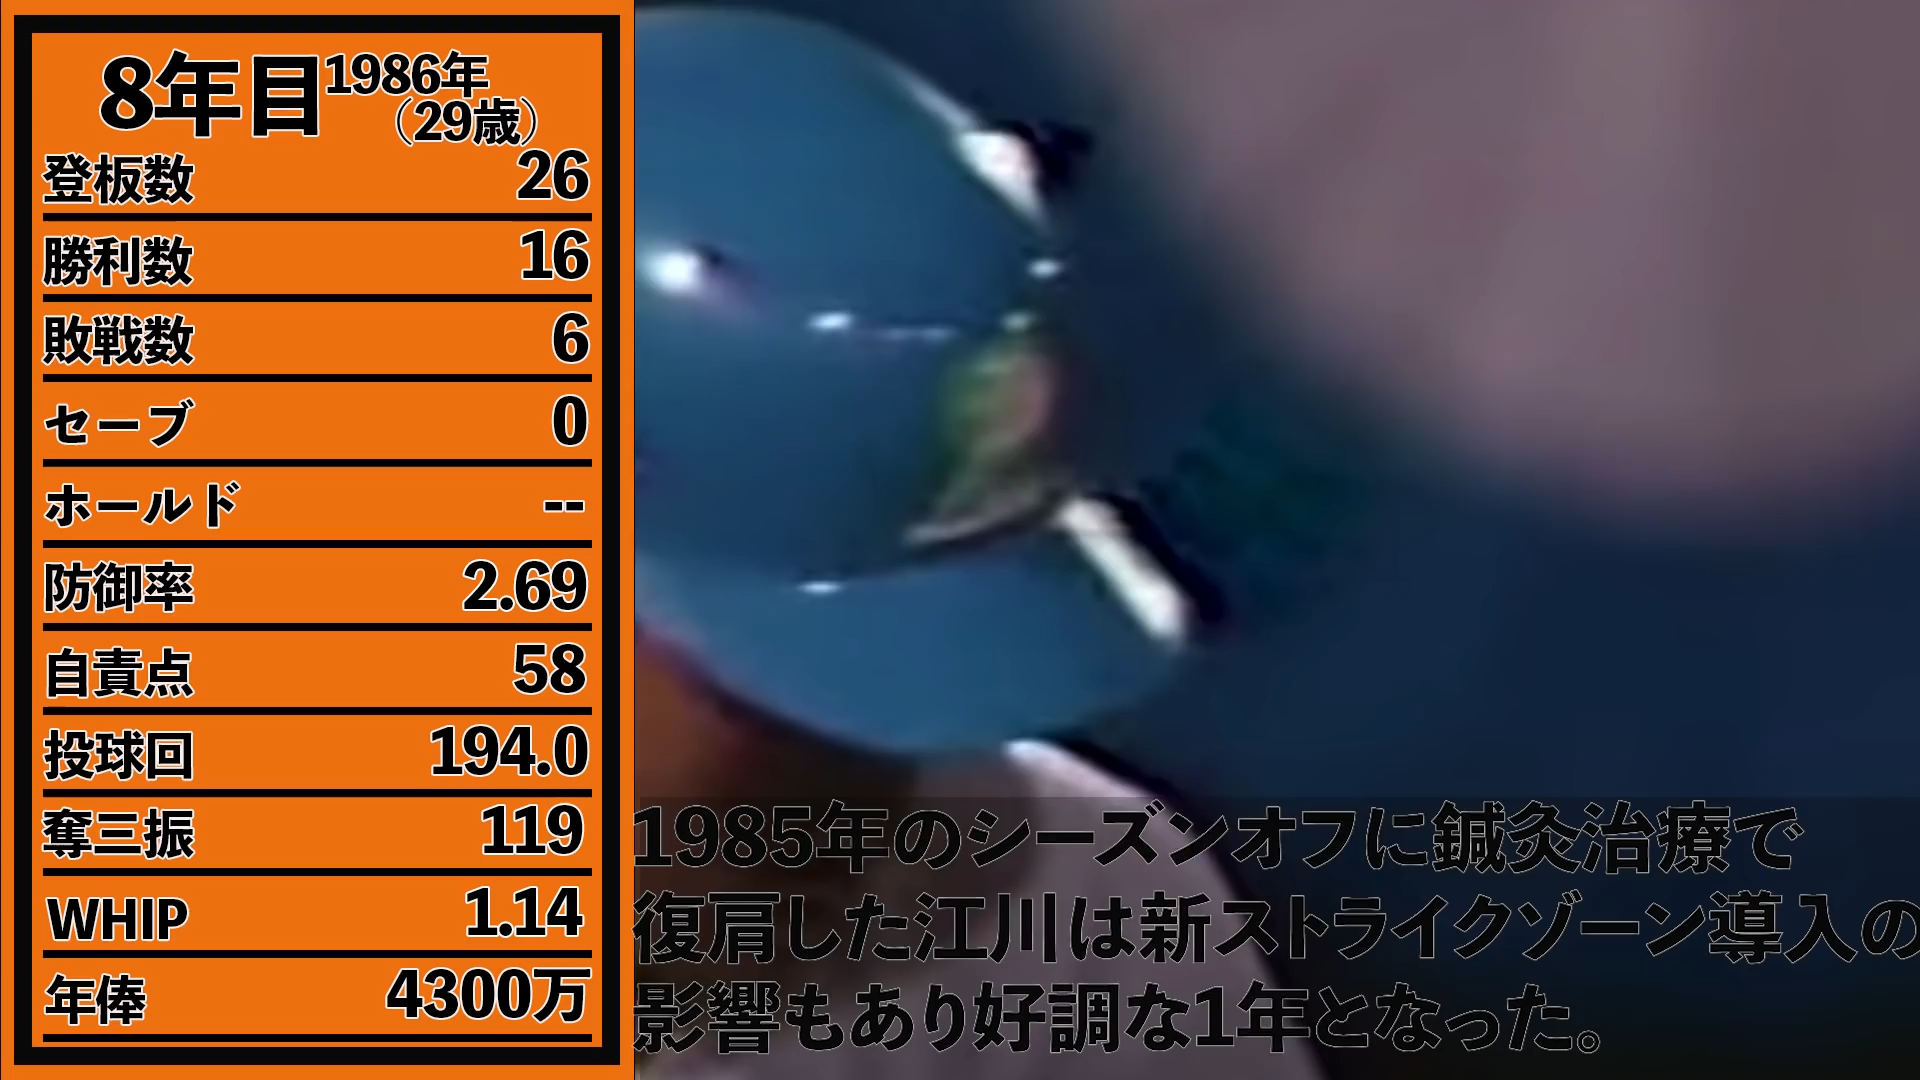 8年目 1986年
（29歳）
登板数 26
勝利数 16
敗戦数 6
セーブ 0
ホールド --
防御率 2.69
自責点 58
投球回 194.0
奪三振 119
WHIP 1.14
年俸 4300万
1985年のシーズンオフに鍼灸治療で
復肩した江川は新ストライクゾーン導入の
影響もあり好調な1年となった。